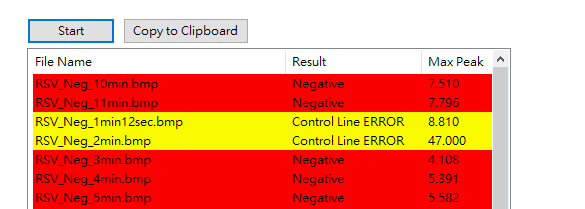 Start Copy to Clipboard
File Name Result Max Peak
RSV_Neg_10min.bmp Negative 7.510
RSV_Neg_11min.bmp Negative 7.796
RSV_Neg_1min12sec.bmp Control Line ERROR 8.810
RSV_Neg_2min.bmp Control Line ERROR 47.000
RSV_Neg_3min.bmp Negative 4.108
RSV_Neg_4min.bmp Negative 5.391
RSV_Neg_5min.bmp Negative 5.582